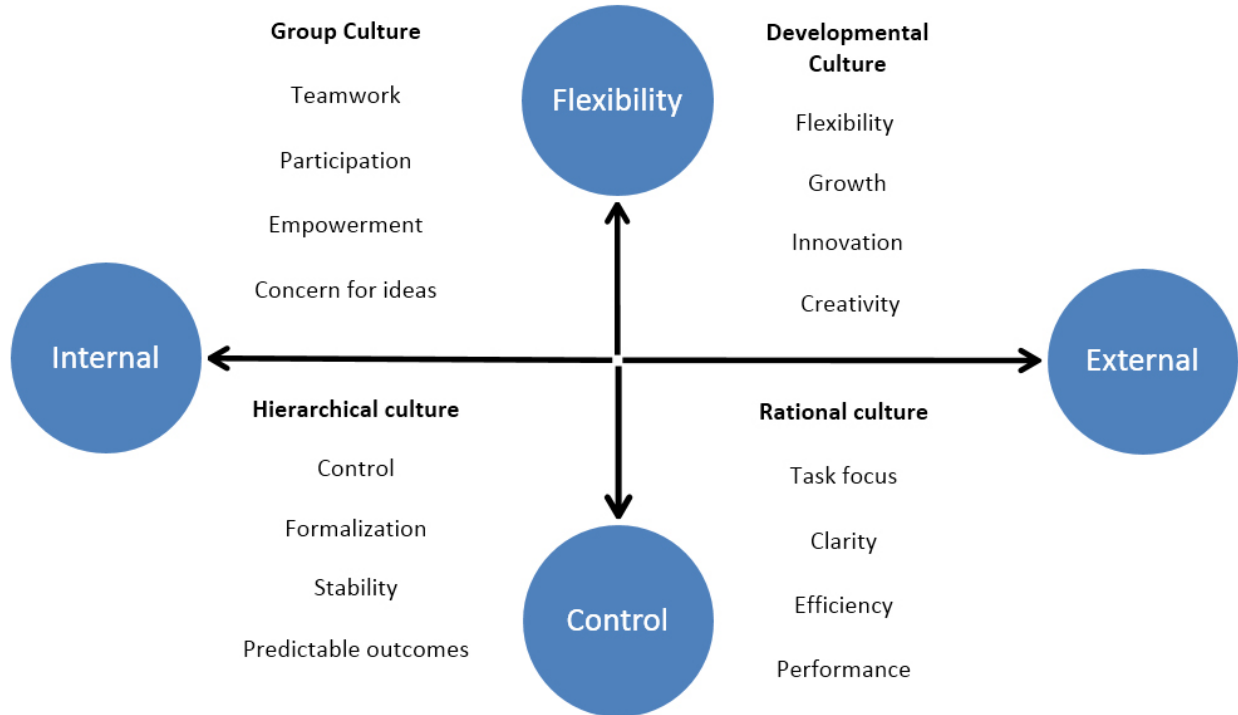 Group Culture
Teamwork
Participation
Empowerment
Concern for ideas
Flexibility
Developmental
Culture
Flexibility
Growth
Innovation
Creativity
Internal
External
Hierarchical culture
Control
Formalization
Stability
Predictable outcomes
Control
Rational culture
Task focus
Clarity
Efficiency
Performance